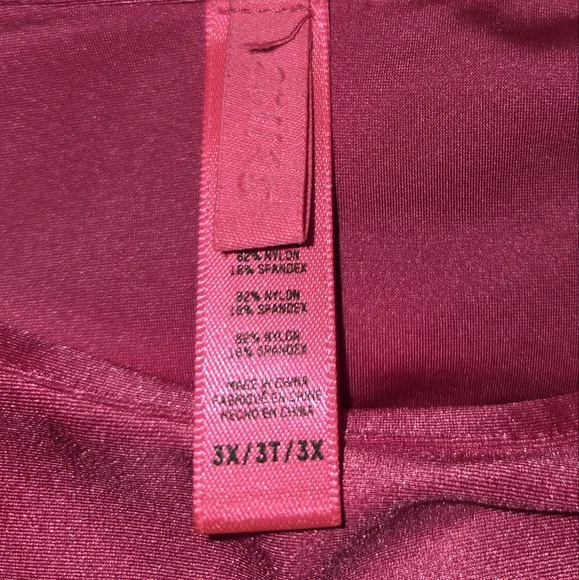 82% NYLON
18% SPANDEX
82% NYLON
18% SPANDEX
82% NYLON
18% SPANDEX
MADE IN CHINA
FABRIQUÉ EN CHINE
HECHO EN CHINA
3X/3T/3X